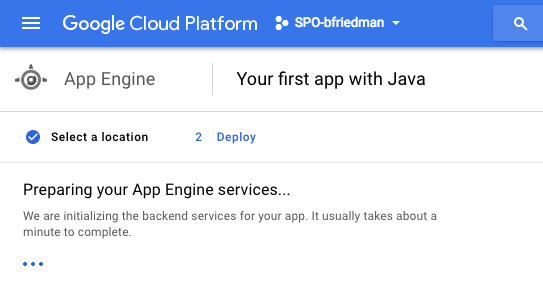 Google Cloud Platform SPO-bfriedman
App Engine Your first app with Java
Select a location 2 Deploy
Preparing your App Engine services...
We are initializing the backend services for your app. It usually takes about a
minute to complete.